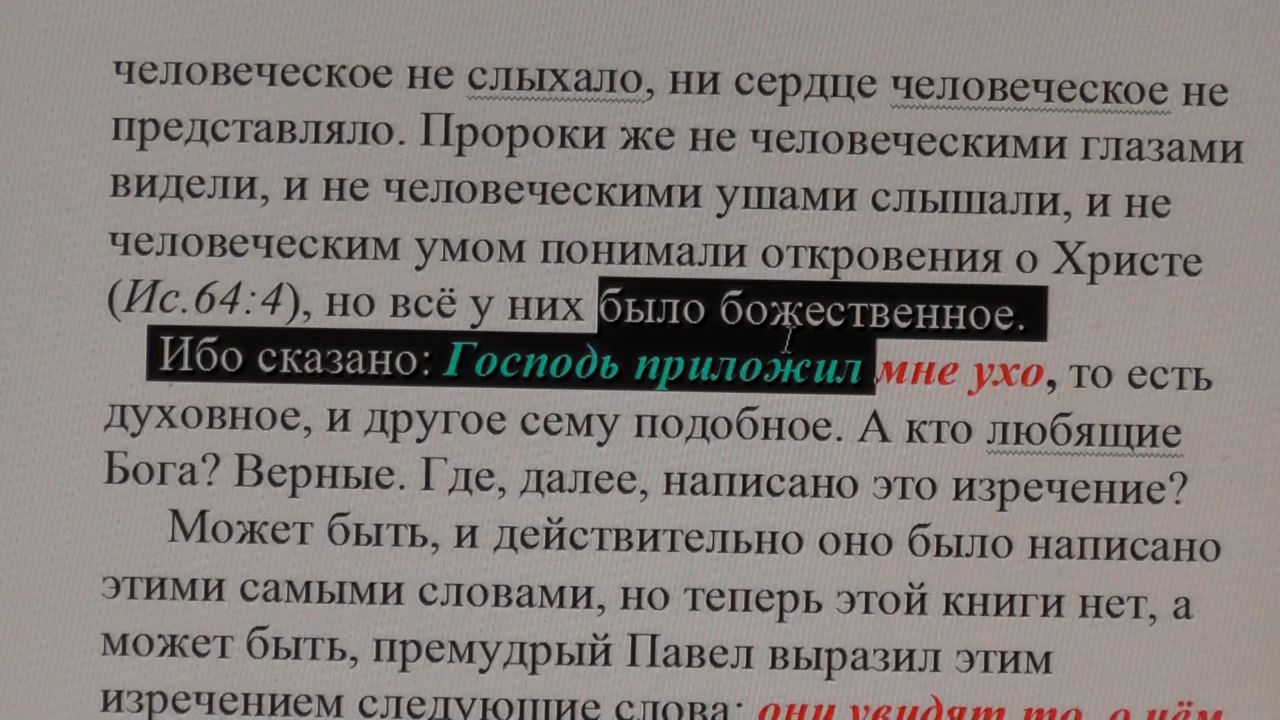 человеческое не слыхало, ни сердце человеческое не
представляло. Пророки же не человеческими глазами
видели, и не человеческими ушами слышали, и не
человеческим умом понимали откровения о Христе
(Ис.64:4), но всё у них было божественное.
Ибо сказано: Господь приложил мне ухо, то есть
духовное, и другое сему подобное. А кто любящие
Бога? Верные. Где, далее, написано это изречение?
Может быть, и действительно оно было написано
этими самыми словами, но теперь этой книги нет, а
может быть, премудрый Павел выразил этим
изречением следующие слова: они увидят то, о чём